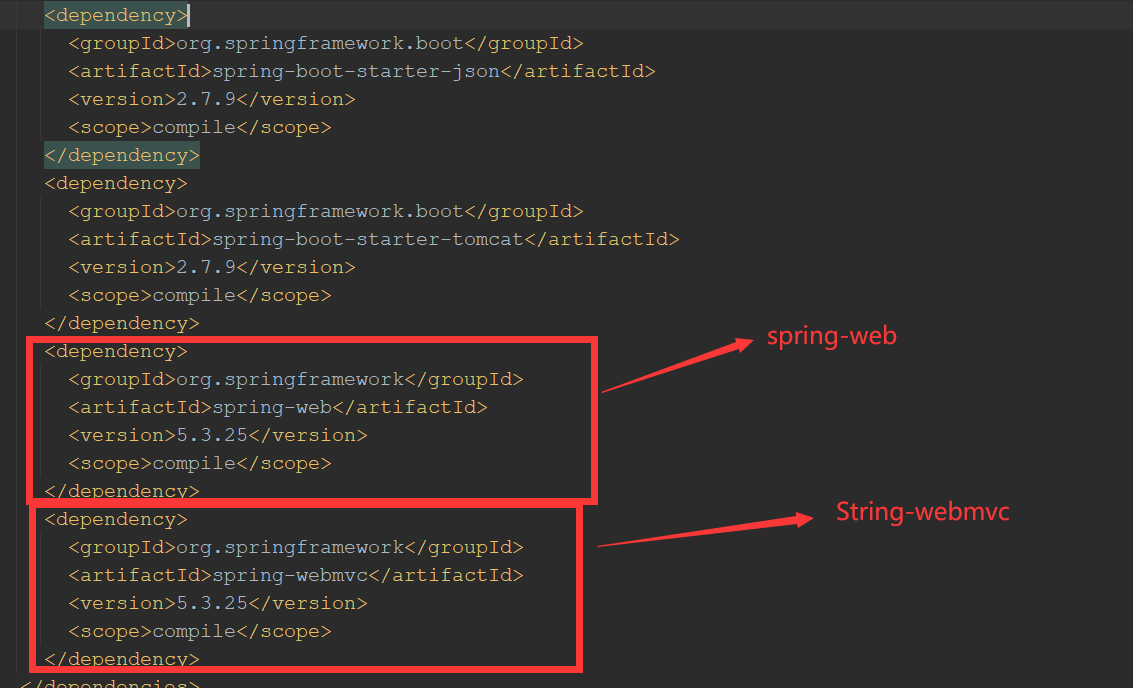 <dependency>
<groupId>org.springframework.boot</groupId>
<artifactId>spring-boot-starter-json</artifactId>
<version>2.7.9</version>
<scope>compile</scope>
</dependency>
<dependency>
<groupId>org.springframework.boot</groupId>
<artifactId>spring-boot-starter-tomcat</artifactId>
<version>2.7.9</version>
<scope>compile</scope>
</dependency>
<dependency>
<groupId>org.springframework</groupId>
<artifactId>spring-web</artifactId>
<version>5.3.25</version>
<scope>compile</scope>
</dependency>
spring-web
<dependency>
<groupId>org.springframework</groupId>
<artifactId>spring-webmvc</artifactId>
<version>5.3.25</version>
<scope>compile</scope>
</dependency>
String-webmvc
</dependencies>